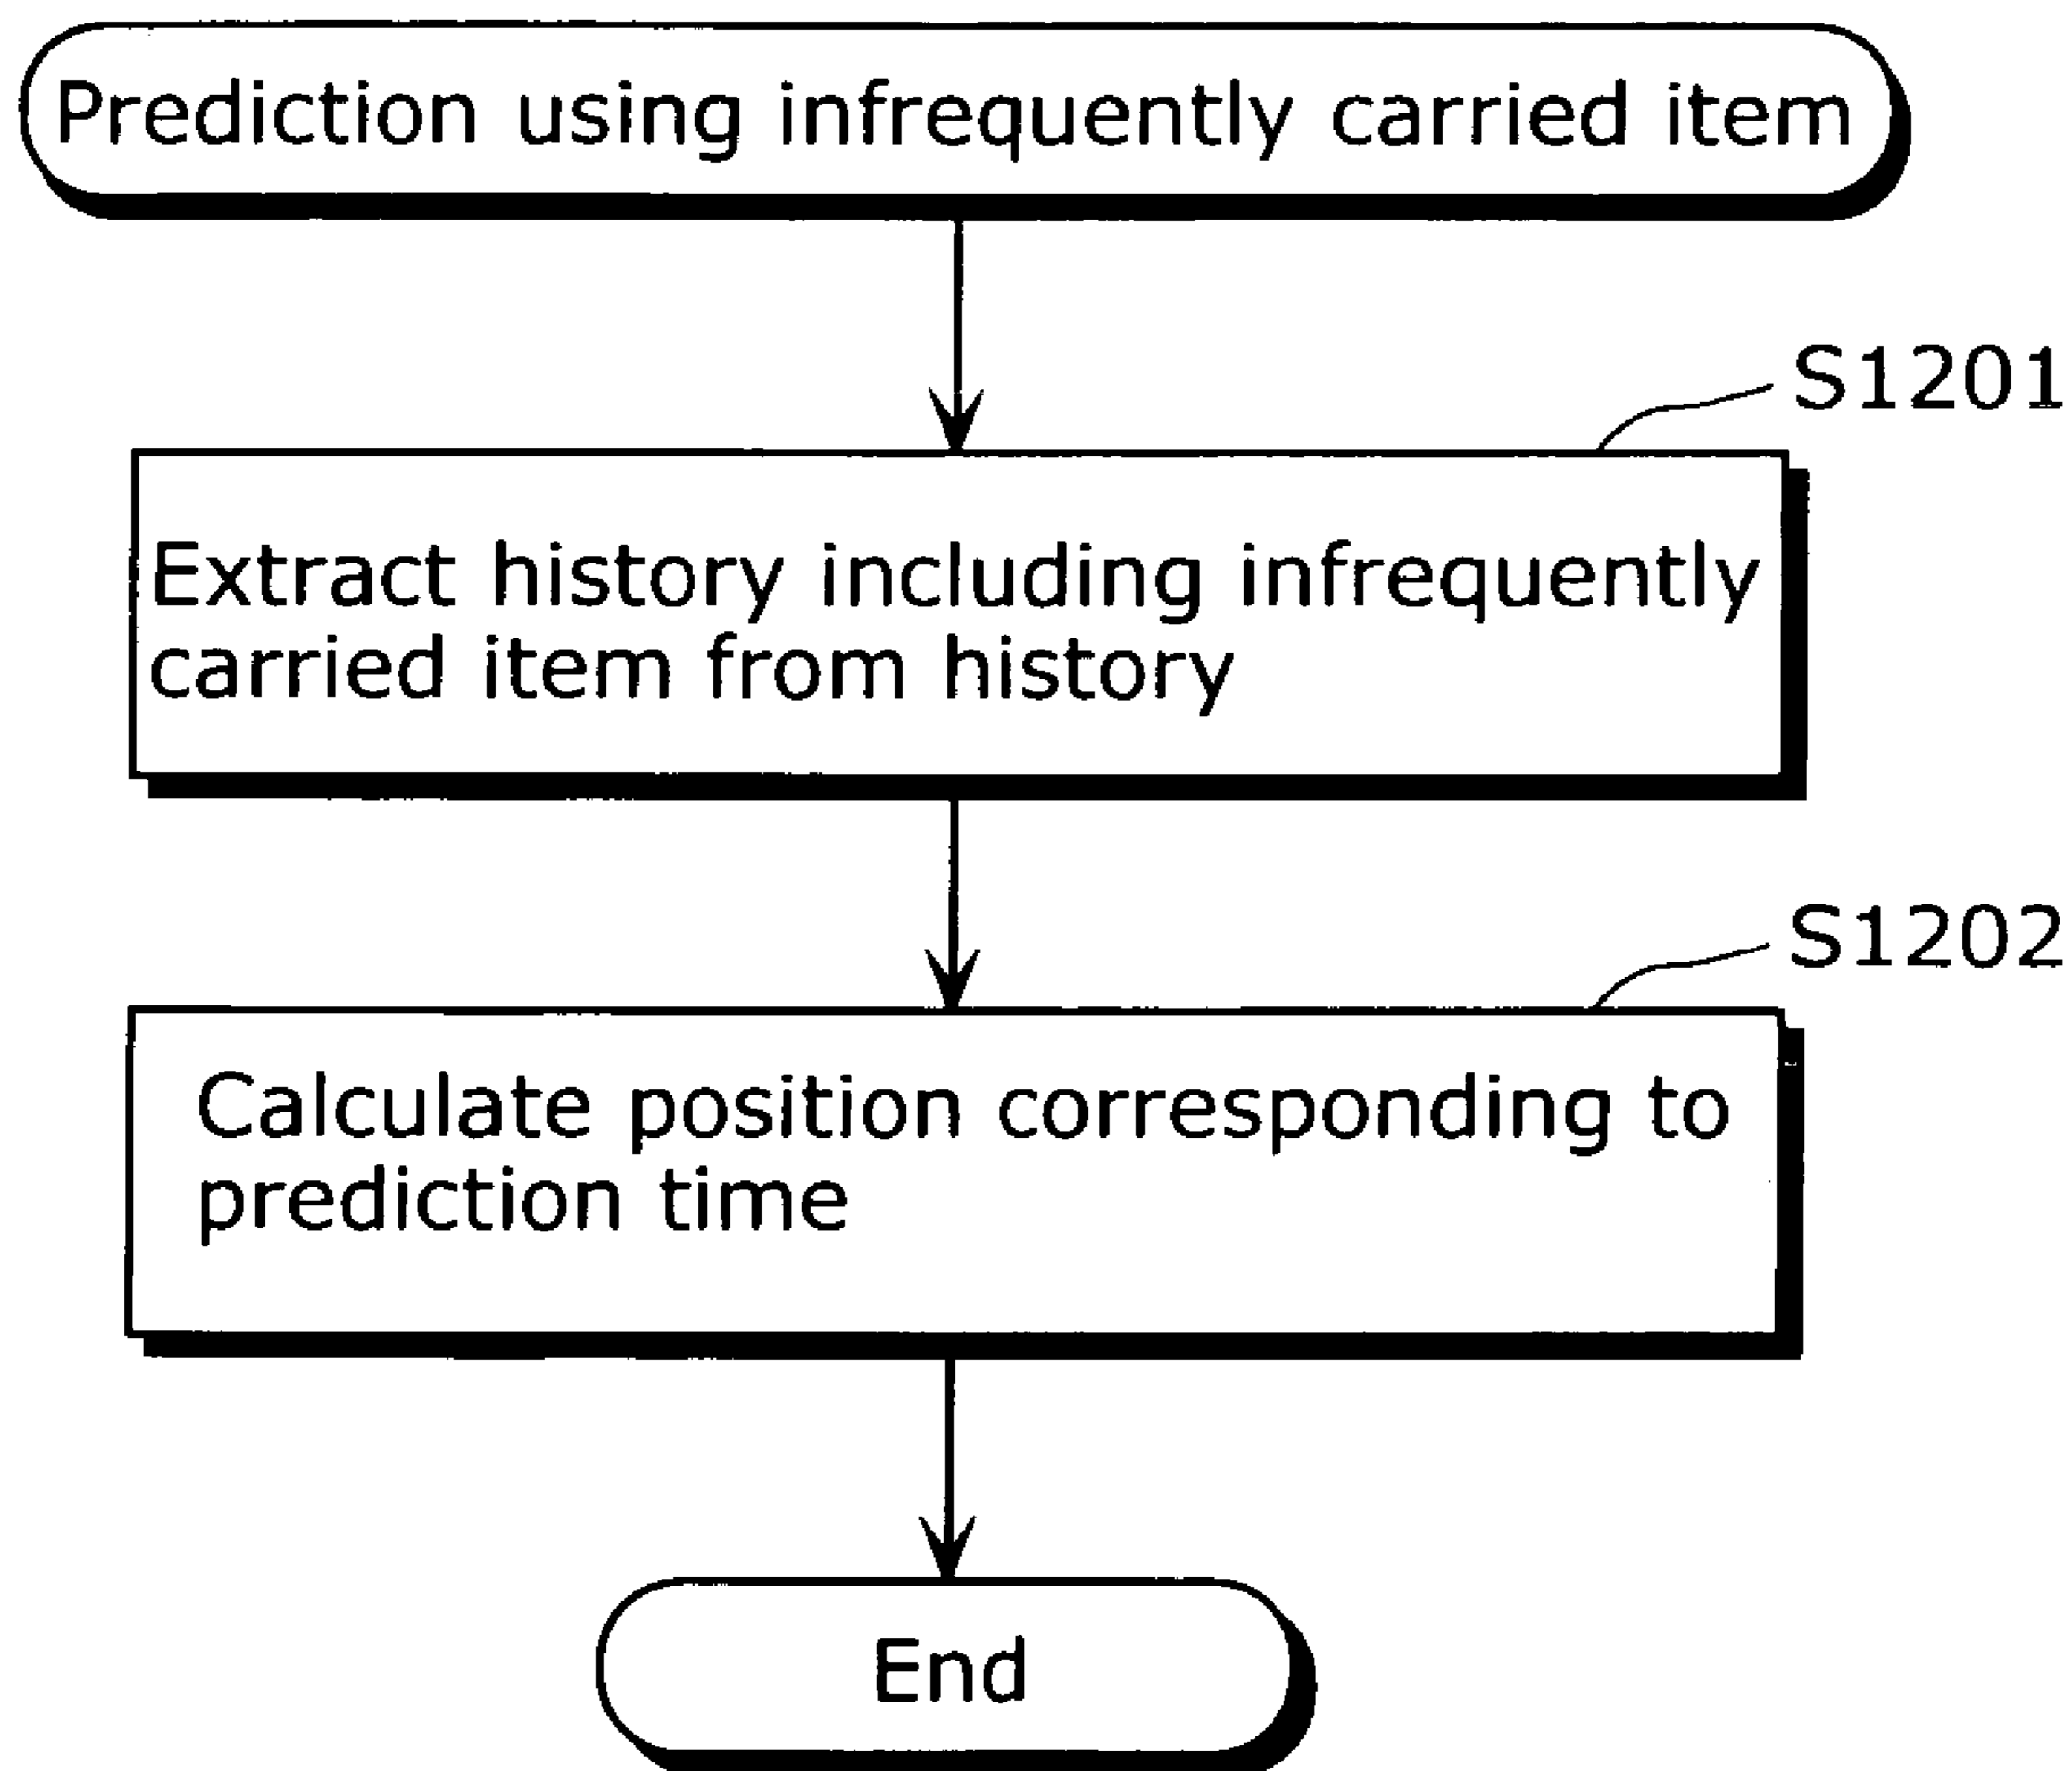 Prediction using infrequently carried item
S1201
Extract history including infrequently
carried item from history
S1202
Calculate position corresponding to
prediction time
End